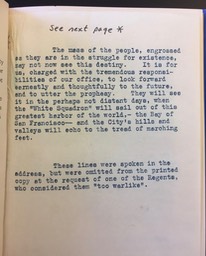 See next page *
The mass of the people, engrossed
as they are in the struggle for existence,
may not now see this destiny. It is for
us, charged with the tremendous responsi-
bilities of our office, to look forward
earnestly and thoughtfully to the future,
and to utter the prophesy. They will see
it in the perhaps not distant days, when
the "White Squadron" will sail out of this
greatest harbor of the world,- the Bay of
San Francisco-- and the City's hills and
valleys will echo to the tread of marching
feet.
These lines were spoken in the
address, but were omitted from the printed
copy at the request of one of the Regents,
who considered them "too warlike".